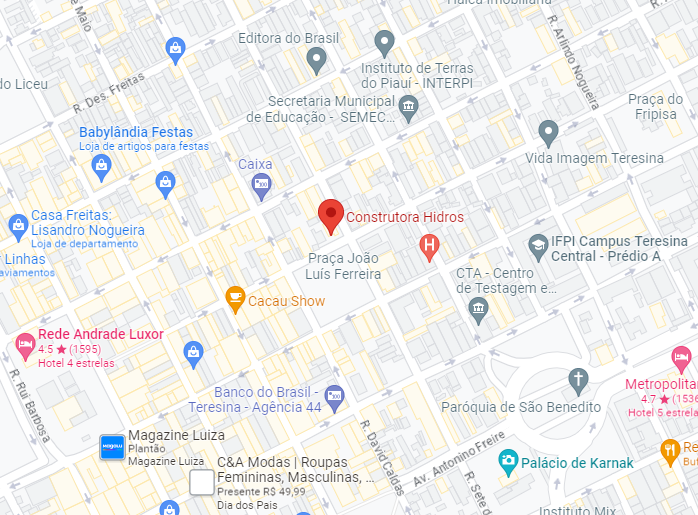 Maio
Itálica Imobiliaria
Editora do Brasil
R. Arlindo Nogueira
do Liceu
R. Des. Freitas
Instituto de Terras
do Piauí - INTERPI
Secretaria Municipal
de Educação - SEMEC...
Praça do
Fripisa
Babylândia Festas
Loja de artigos para festas
Caixa
Vida Imagem Teresina
Casa Freitas:
Lisandro Nogueira
Loja de departamento
Construtora Hidros
Linhas
aviamentos
Praça João
Luís Ferreira
IFPI Campus Teresina
Central - Prédio A
CTA - Centro
de Testagem e...
Cacau Show
Rede Andrade Luxor
4.5 ★ (1595)
Hotel 4 estrelas
R. Rui Barbosa
Banco do Brasil -
Teresina - Agência 44
Paróquia de São Benedito
Metropolita
4.7 ★ (1536
Hotel 5 estrelas
Magazine Luiza
Plantão
Magazine Luiza
magalu
R. David Caldas
Av. Antonino Freire
C&A Modas | Roupas
Femininas, Masculinas, ...
Presente R$ 49,99
Dia dos Pais
Palácio de Karnak
Re
Buf
R. Sete de
Instituto Mix